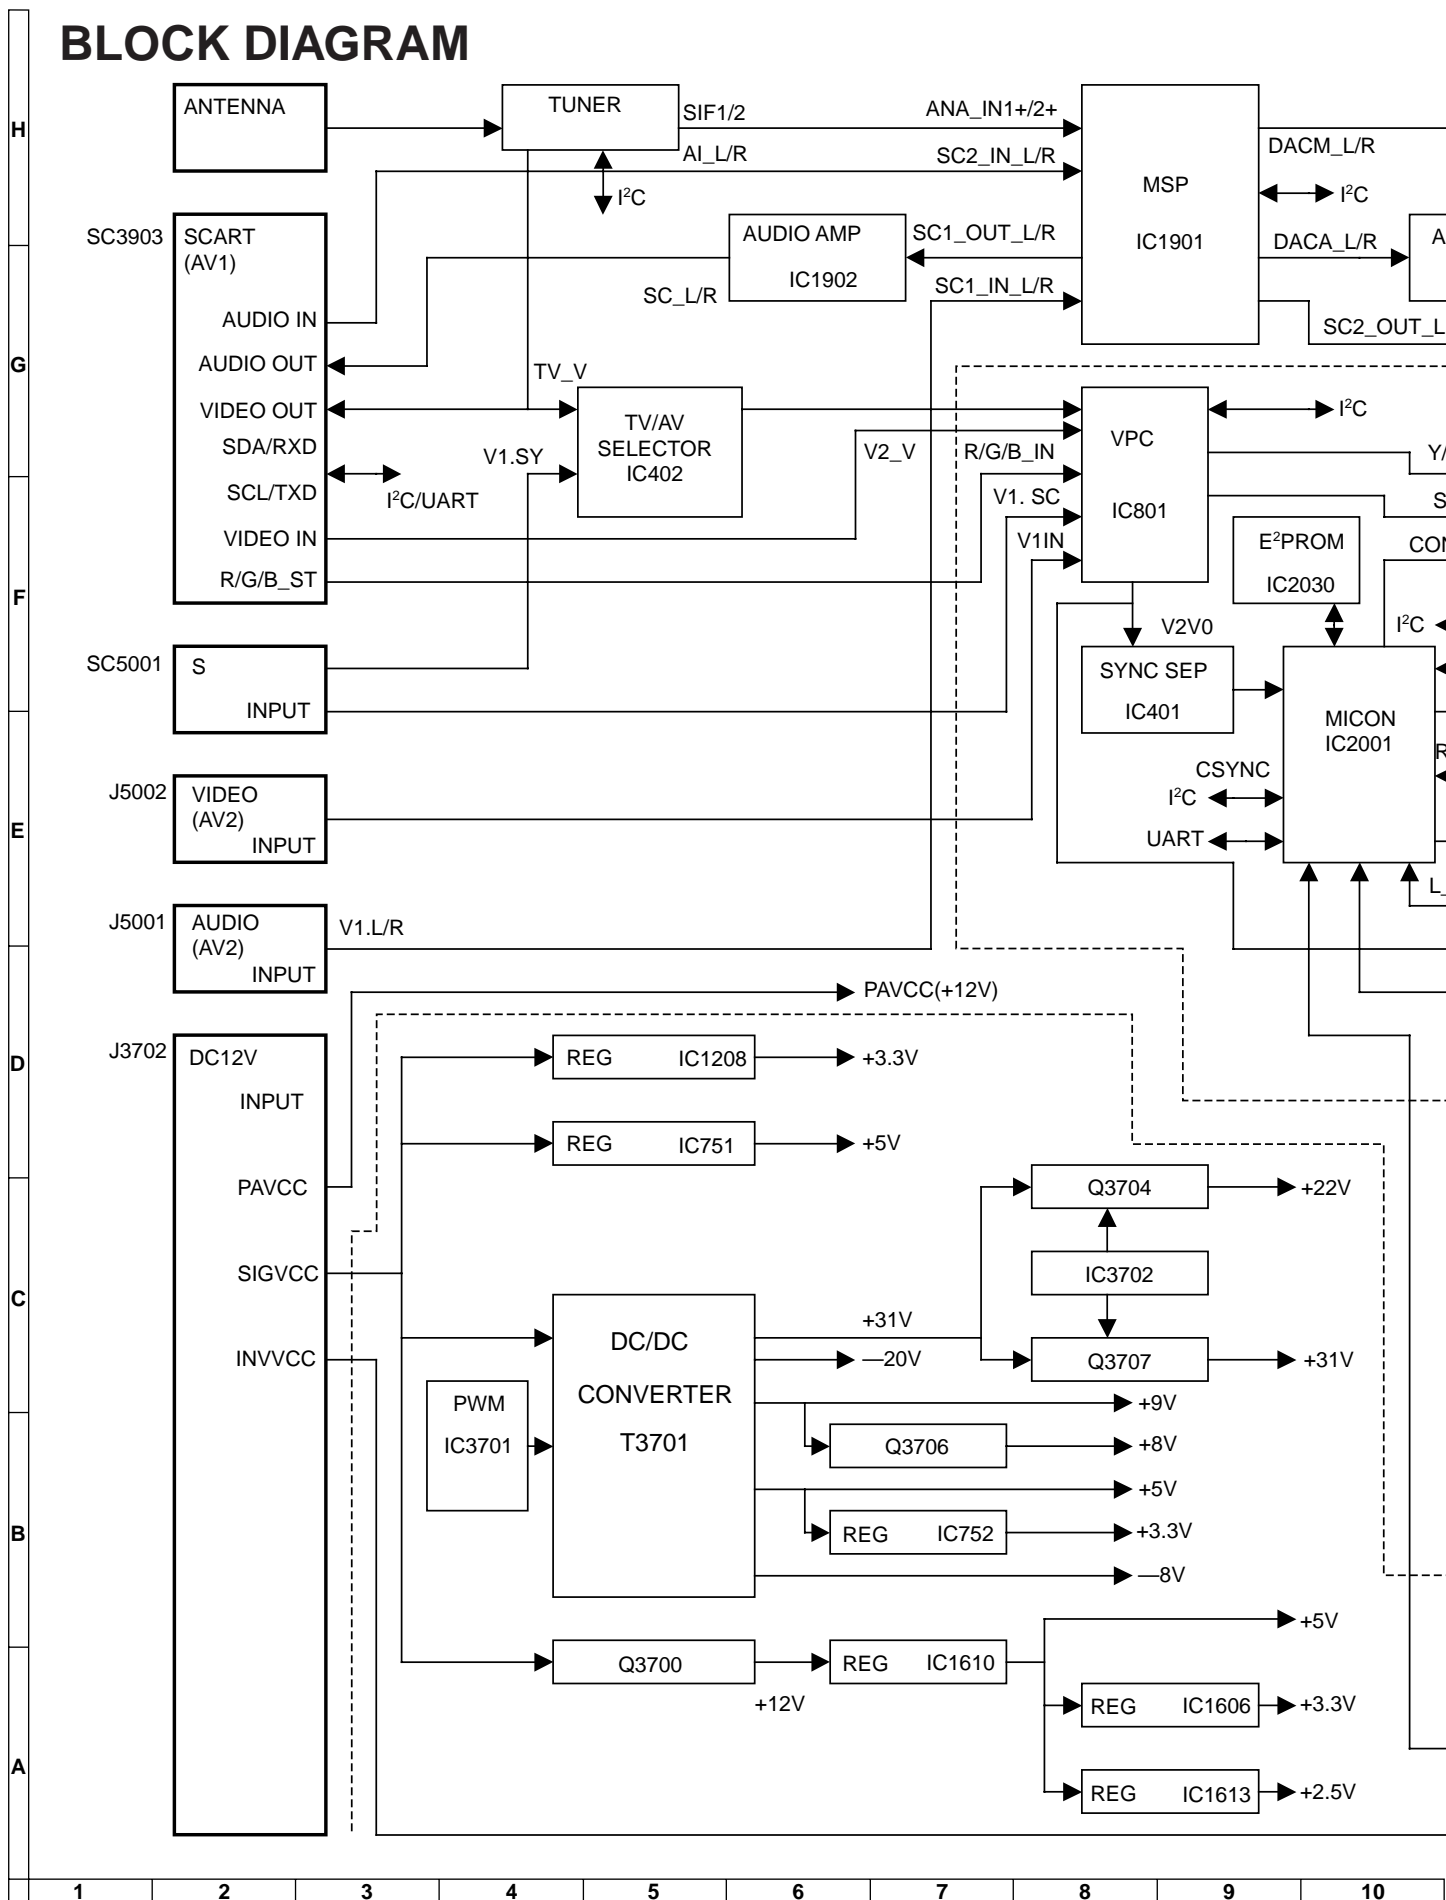 BLOCK DIAGRAM
H
G
F
E
D
C
B
A
ANTENNA
TUNER
SIF1/2
AI_L/R
I²C
ANA_IN1+/2+
SC2_IN_L/R
MSP
IC1901
DACM_L/R
I²C
DACA_L/R
A
SC2_OUT_L
SC3903
SCART
(AV1)
AUDIO IN
AUDIO OUT
VIDEO OUT
SDA/RXD
SCL/TXD
VIDEO IN
R/G/B_ST
I²C/UART
AUDIO AMP
IC1902
SC1_OUT_L/R
SC_L/R
SC1_IN_L/R
TV_V
TV/AV
SELECTOR
IC402
V1.SY
V2_V
R/G/B_IN
V1. SC
V1IN
VPC
IC801
I²C
Y/
S
E²PROM
IC2030
CON
I²C
V2V0
SYNC SEP
IC401
MICON
IC2001
CSYNC
I²C
UART
R
L_
SC5001
S
INPUT
J5002
VIDEO
(AV2)
INPUT
J5001
AUDIO
(AV2)
INPUT
V1.L/R
PAVCC(+12V)
J3702
DC12V
INPUT
PAVCC
SIGVCC
INVVCC
REG IC1208
+3.3V
REG IC751
+5V
Q3704
+22V
IC3702
Q3707
+31V
DC/DC
CONVERTER
T3701
+31V
—20V
PWM
IC3701
+9V
Q3706
+8V
+5V
REG IC752
+3.3V
—8V
Q3700
+12V
REG IC1610
+5V
REG IC1606
+3.3V
REG IC1613
+2.5V
1 2 3 4 5 6 7 8 9 10